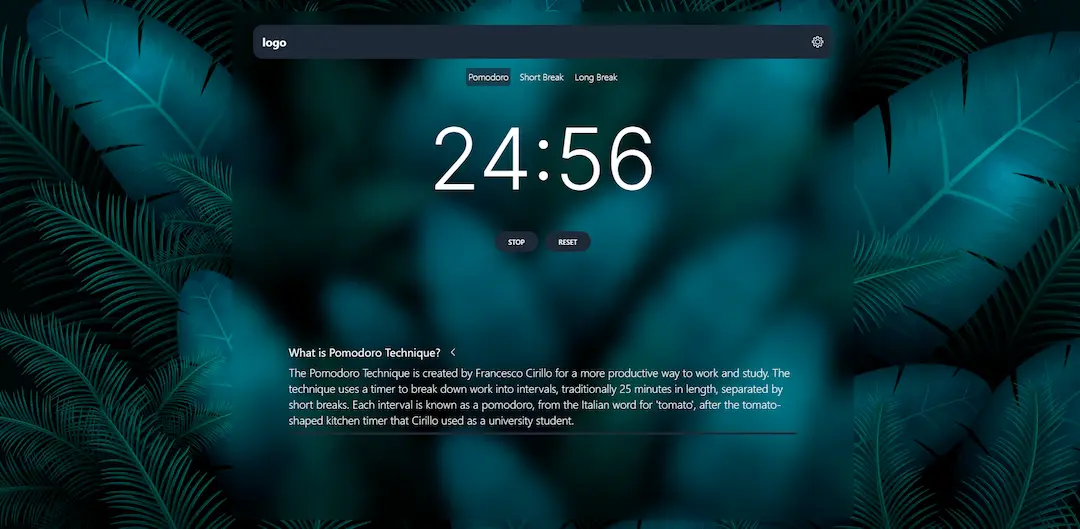 logo
Pomodoro Short Break Long Break
24:56
STOP RESET
What is Pomodoro Technique?
The Pomodoro Technique is created by Francesco Cirillo for a more productive way to work and study. The
technique uses a timer to break down work into intervals, traditionally 25 minutes in length, separated by
short breaks. Each interval is known as a pomodoro, from the Italian word for 'tomato', after the tomato-
shaped kitchen timer that Cirillo used as a university student.